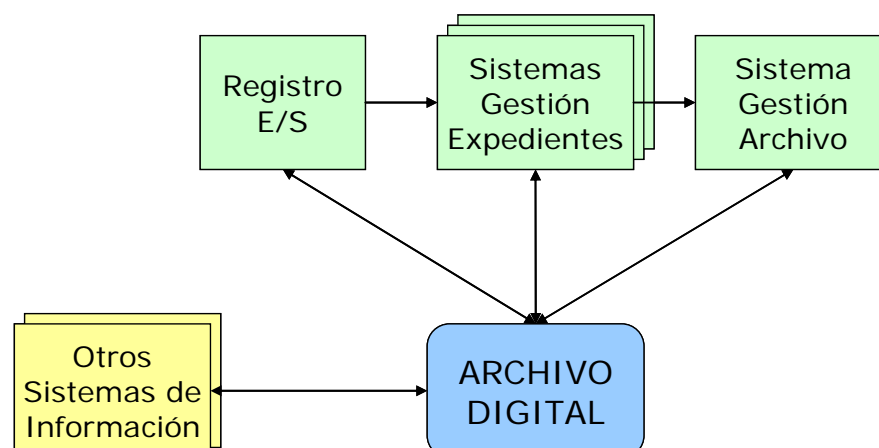 Registro
E/S
Sistemas
Gestión
Expedientes
Sistema
Gestión
Archivo
Otros
Sistemas de
Información
ARCHIVO
DIGITAL